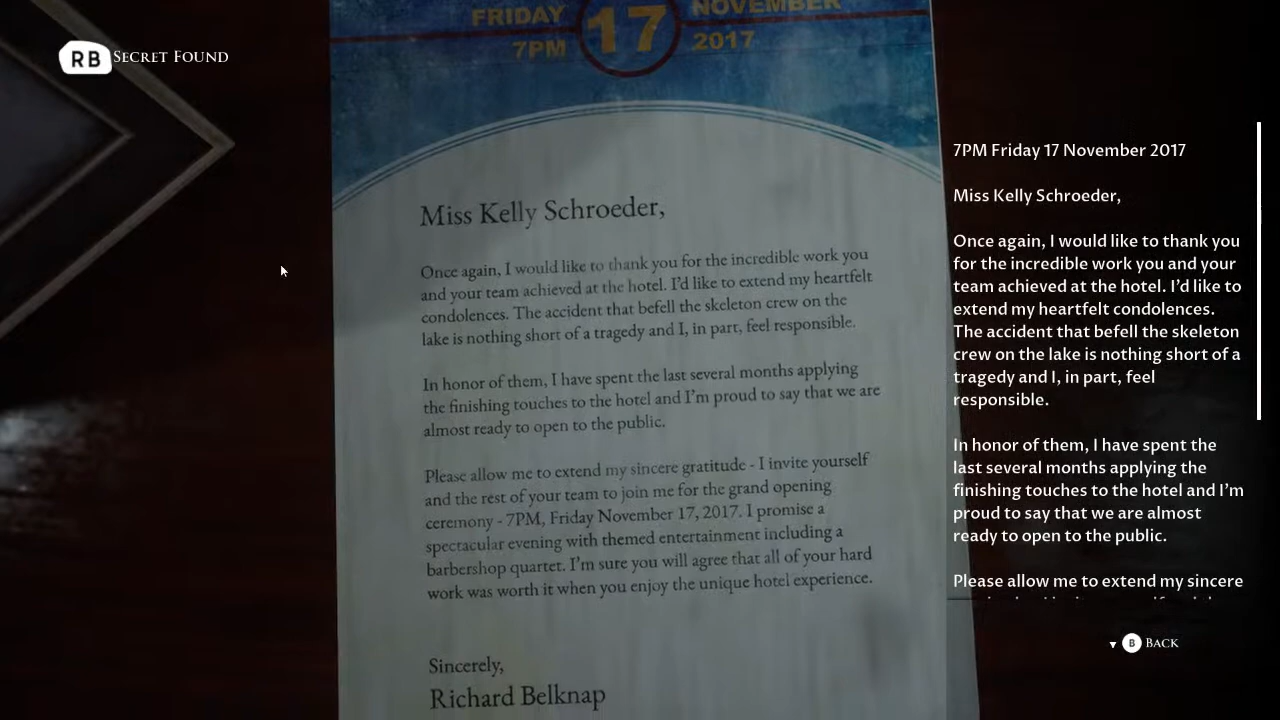 FRIDAY
17
NOVEMBER
7PM
2017
RB
SECRET FOUND
Miss Kelly Schroeder,
Once again, I would like to thank you for the incredible work you
and your team achieved at the hotel. I'd like to extend my heartfelt
condolences. The accident that befell the skeleton crew on the
lake is nothing short of a tragedy and I, in part, feel responsible.
In honor of them, I have spent the last several months applying
the finishing touches to the hotel and I'm proud to say that we are
almost ready to open to the public.
Please allow me to extend my sincere gratitude - I invite yourself
and the rest of your team to join me for the grand opening
ceremony - 7PM, Friday November 17, 2017. I promise a
spectacular evening with themed entertainment including a
barbershop quartet. I'm sure you will agree that all of your hard
work was worth it when you enjoy the unique hotel experience.
Sincerely,
Richard Belknap
7PM Friday 17 November 2017
Miss Kelly Schroeder,
Once again, I would like to thank you
for the incredible work you and your
team achieved at the hotel. I'd like to
extend my heartfelt condolences.
The accident that befell the skeleton
crew on the lake is nothing short of a
tragedy and I, in part, feel
responsible.
In honor of them, I have spent the
last several months applying the
finishing touches to the hotel and I'm
proud to say that we are almost
ready to open to the public.
Please allow me to extend my sincere
B BACK